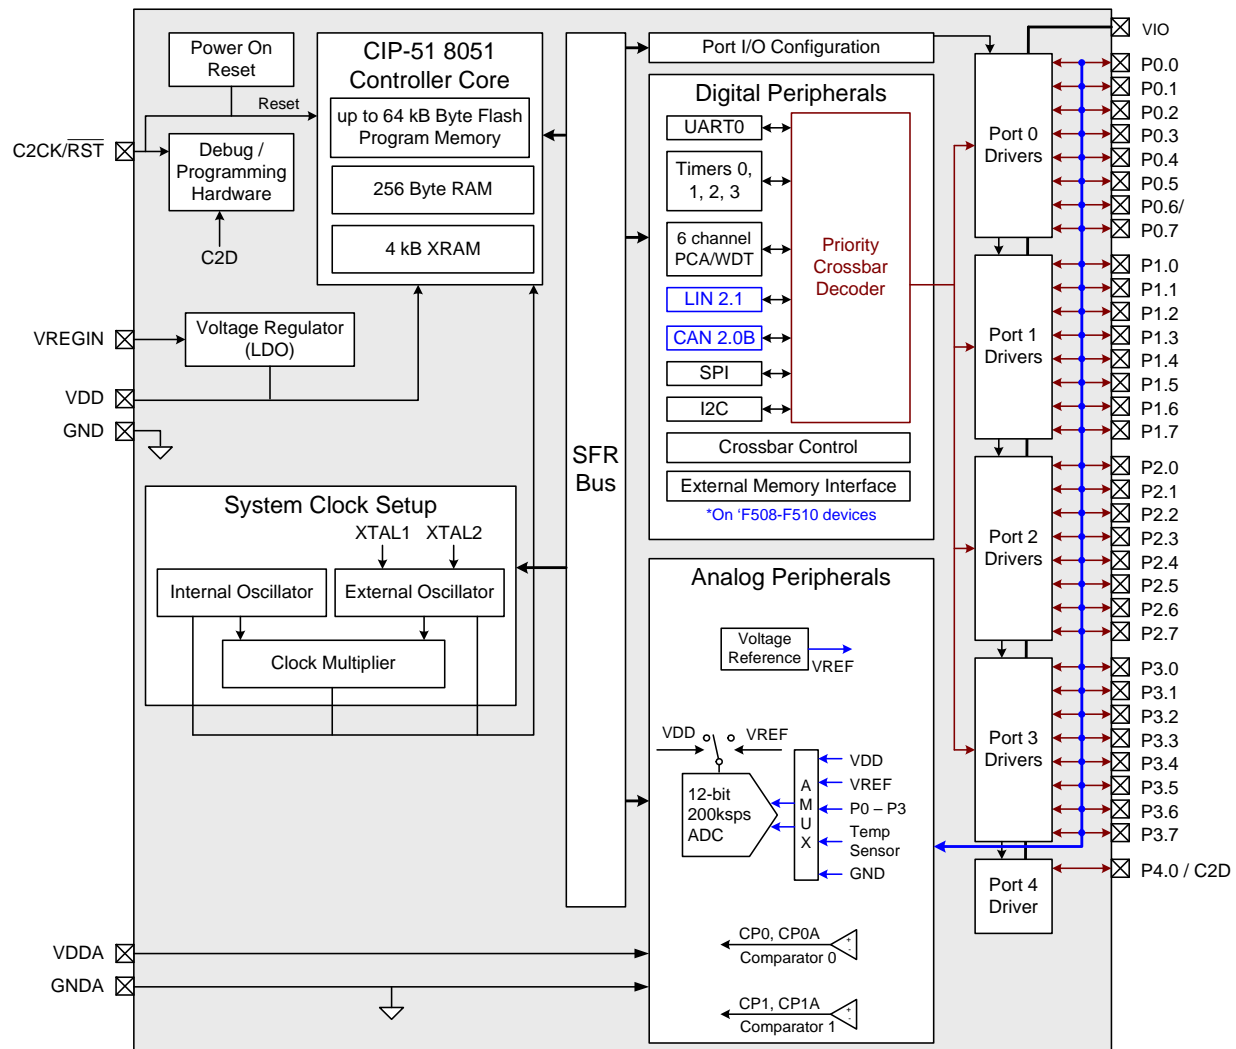 Power On
Reset
Reset
C2CK/RST
Debug /
Programming
Hardware
C2D
CIP-51 8051
Controller Core
up to 64 kB Byte Flash
Program Memory
256 Byte RAM
4 kB XRAM
VREGIN
Voltage Regulator
(LDO)
VDD
GND
System Clock Setup
XTAL1
XTAL2
Internal Oscillator
External Oscillator
Clock Multiplier
VDDA
GNDA
SFR
Bus
Port I/O Configuration
Digital Peripherals
UART0
Timers 0,
1, 2, 3
6 channel
PCA/WDT
LIN 2.1
CAN 2.0B
SPI
I2C
Priority
Crossbar
Decoder
Crossbar Control
External Memory Interface
*On ‘F508-F510 devices
Analog Peripherals
Voltage
Reference
VREF
VDD
VREF
12-bit
200ksps
ADC
A
M
U
X
VDD
VREF
P0 – P3
Temp
Sensor
GND
CP0, CP0A
+
-
Comparator 0
CP1, CP1A
+
-
Comparator 1
Port 0
Drivers
Port 1
Drivers
Port 2
Drivers
Port 3
Drivers
Port 4
Driver
VIO
P0.0
P0.1
P0.2
P0.3
P0.4
P0.5
P0.6/
P0.7
P1.0
P1.1
P1.2
P1.3
P1.4
P1.5
P1.6
P1.7
P2.0
P2.1
P2.2
P2.3
P2.4
P2.5
P2.6
P2.7
P3.0
P3.1
P3.2
P3.3
P3.4
P3.5
P3.6
P3.7
P4.0 / C2D